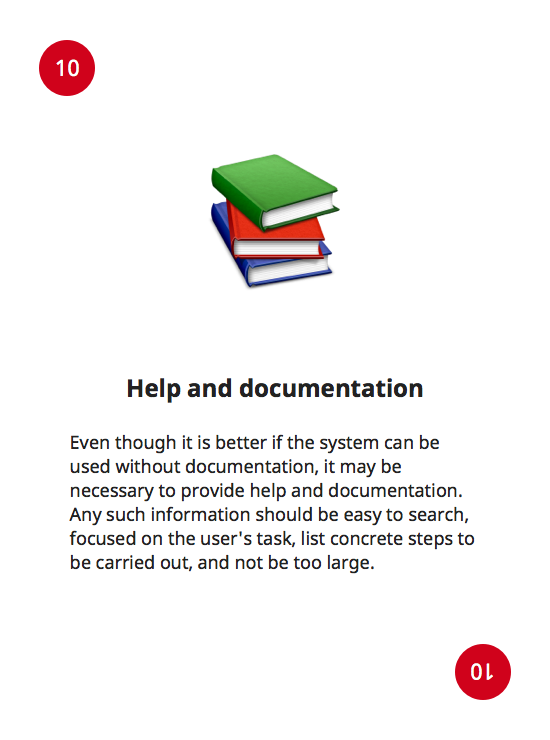 10
Help and documentation
Even though it is better if the system can be
used without documentation, it may be
necessary to provide help and documentation.
Any such information should be easy to search,
focused on the user's task, list concrete steps to
be carried out, and not be too large.
10